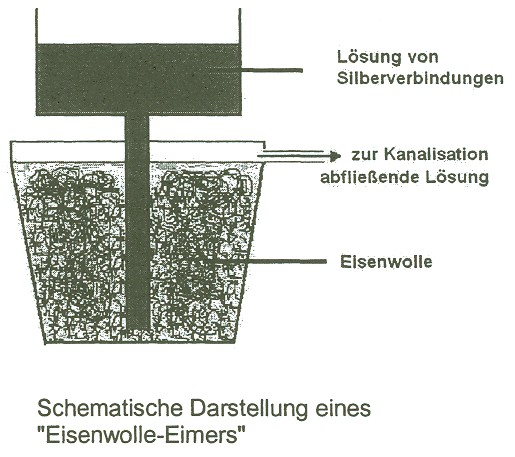 Lösung von
Silberverbindungen
zur Kanalisation
abfließende Lösung
Eisenwolle
Schematische Darstellung eines
"Eisenwolle-Eimers"